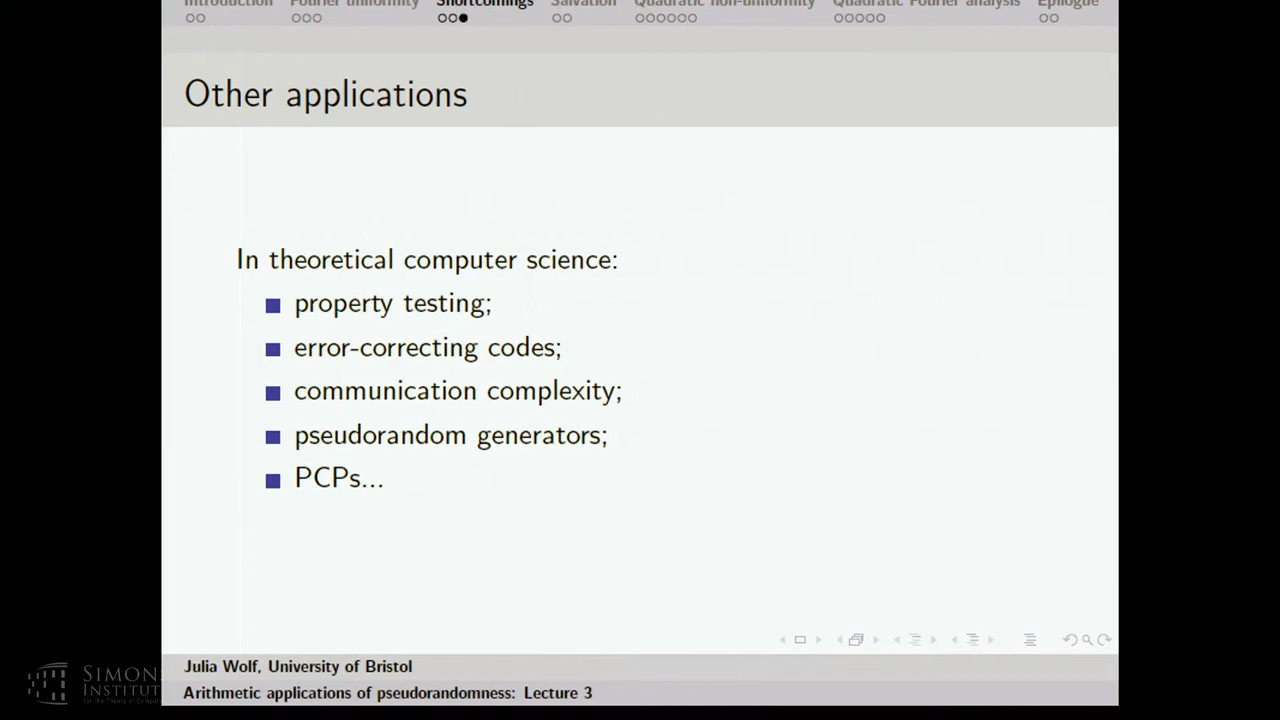 Introduction Fourier uniformity Shortcomings Salvation Quadratic non-uniformity Quadratic Fourier analysis Epilogue
Other applications
In theoretical computer science:
property testing;
error-correcting codes;
communication complexity;
pseudorandom generators;
PCPs...
Julia Wolf, University of Bristol
Arithmetic applications of pseudorandomness: Lecture 3
SIMON
INSTITU